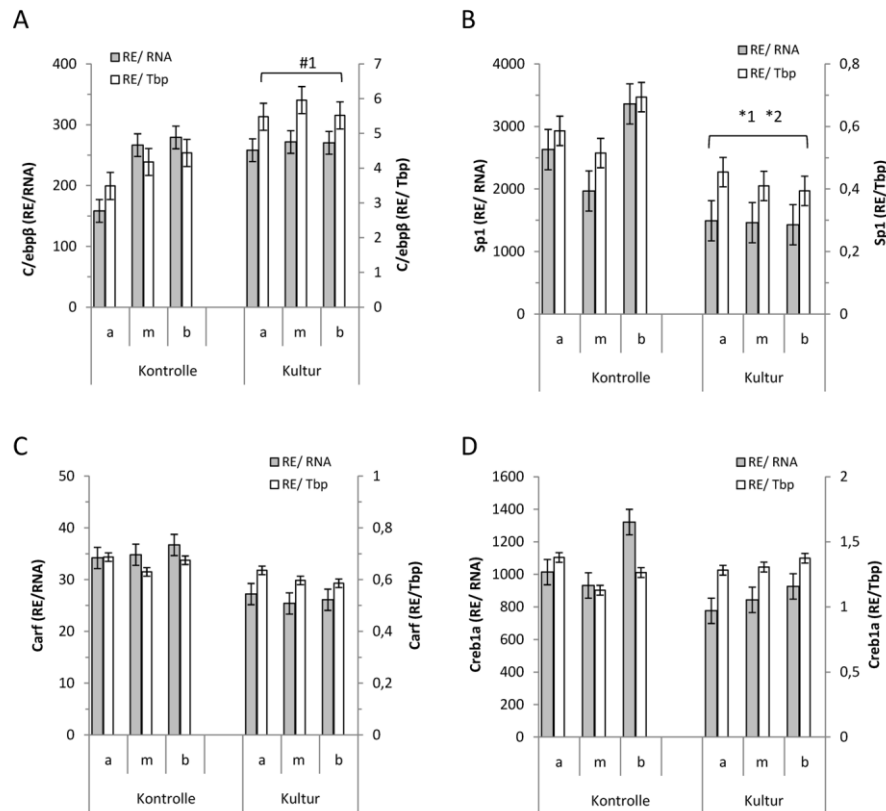 A
RE/ RNA
RE/ Tbp
#1
C/ebpβ (RE/RNA)
400
350
300
250
200
150
100
50
0
7
6
5
4
3
2
1
0
C/ebpβ (RE/ Tbp)
a m b a m b
Kontrolle Kultur
B
RE/ RNA
RE/ Tbp
*1 *2
Sp1 (RE/ RNA)
4000
3000
2000
1000
0
0,8
0,6
0,4
0,2
0
Sp1 (RE/Tbp)
a m b a m b
Kontrolle Kultur
C
RE/ RNA
RE/ Tbp
Carf (RE/RNA)
50
40
30
20
10
0
1
0,8
0,6
0,4
0,2
0
Carf (RE/Tbp)
a m b a m b
Kontrolle Kultur
D
RE/ RNA
RE/ Tbp
Creb1a (RE/ RNA)
1600
1400
1200
1000
800
600
400
200
0
2
1,5
1
0,5
0
Creb1a (RE/Tbp)
a m b a m b
Kontrolle Kultur